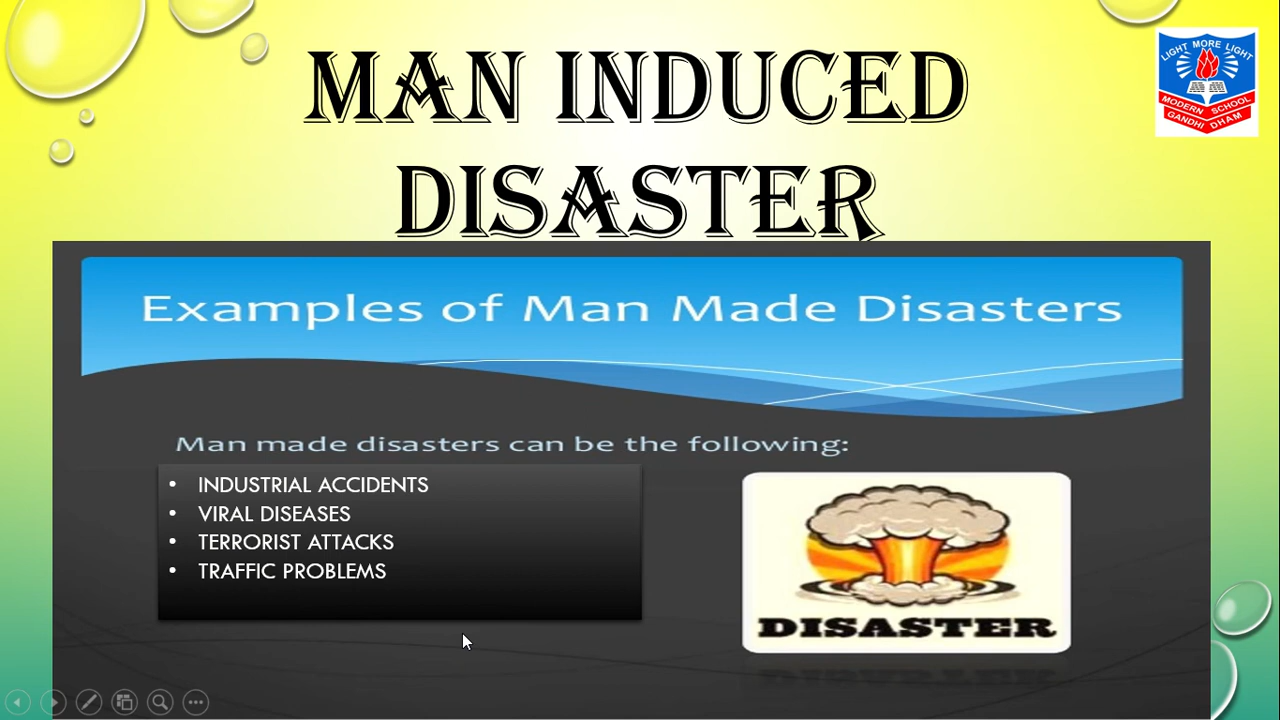 MAN INDUCED
DISASTER
LIGHT MORE LIGHT
MODERN SCHOOL
GANDHI DHAM
Examples of Man Made Disasters
Man made disasters can be the following:
• INDUSTRIAL ACCIDENTS
• VIRAL DISEASES
• TERRORIST ATTACKS
• TRAFFIC PROBLEMS
DISASTER